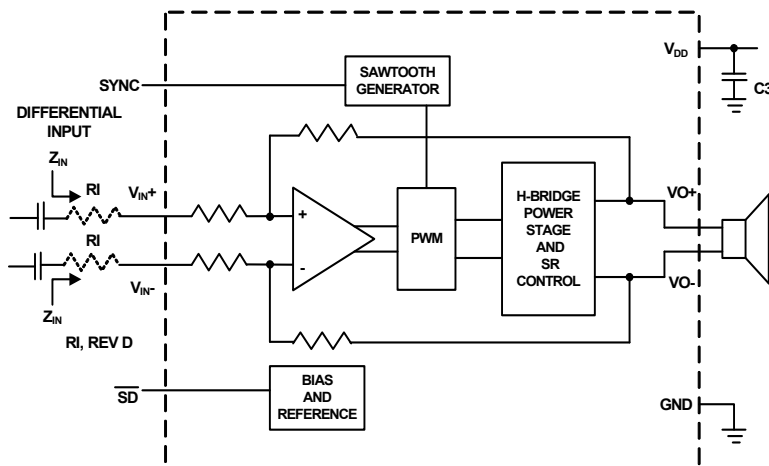 V_DD
SYNC
SAWTOOTH
GENERATOR
C3
DIFFERENTIAL
INPUT
Z_IN
RI
V_IN+
+
H-BRIDGE
POWER
STAGE
AND
SR
CONTROL
VO+
PWM
RI
-
V_IN-
VO-
Z_IN
RI, REV D
BIAS
AND
REFERENCE
SD
GND